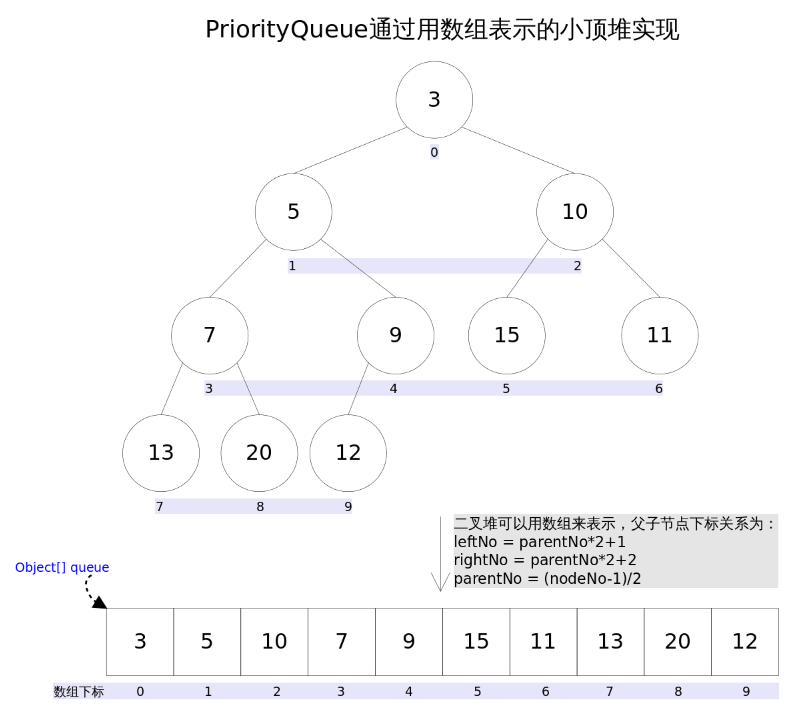 PriorityQueue通过用数组表示的小顶堆实现
3
0
5
10
1
2
7
9
15
11
3
4
5
6
13
20
12
7
8
9
二叉堆可以用数组来表示，父子节点下标关系为：
leftNo = parentNo*2+1
rightNo = parentNo*2+2
parentNo = (nodeNo-1)/2
Object[] queue
3 5 10 7 9 15 11 13 20 12
数组下标 0 1 2 3 4 5 6 7 8 9